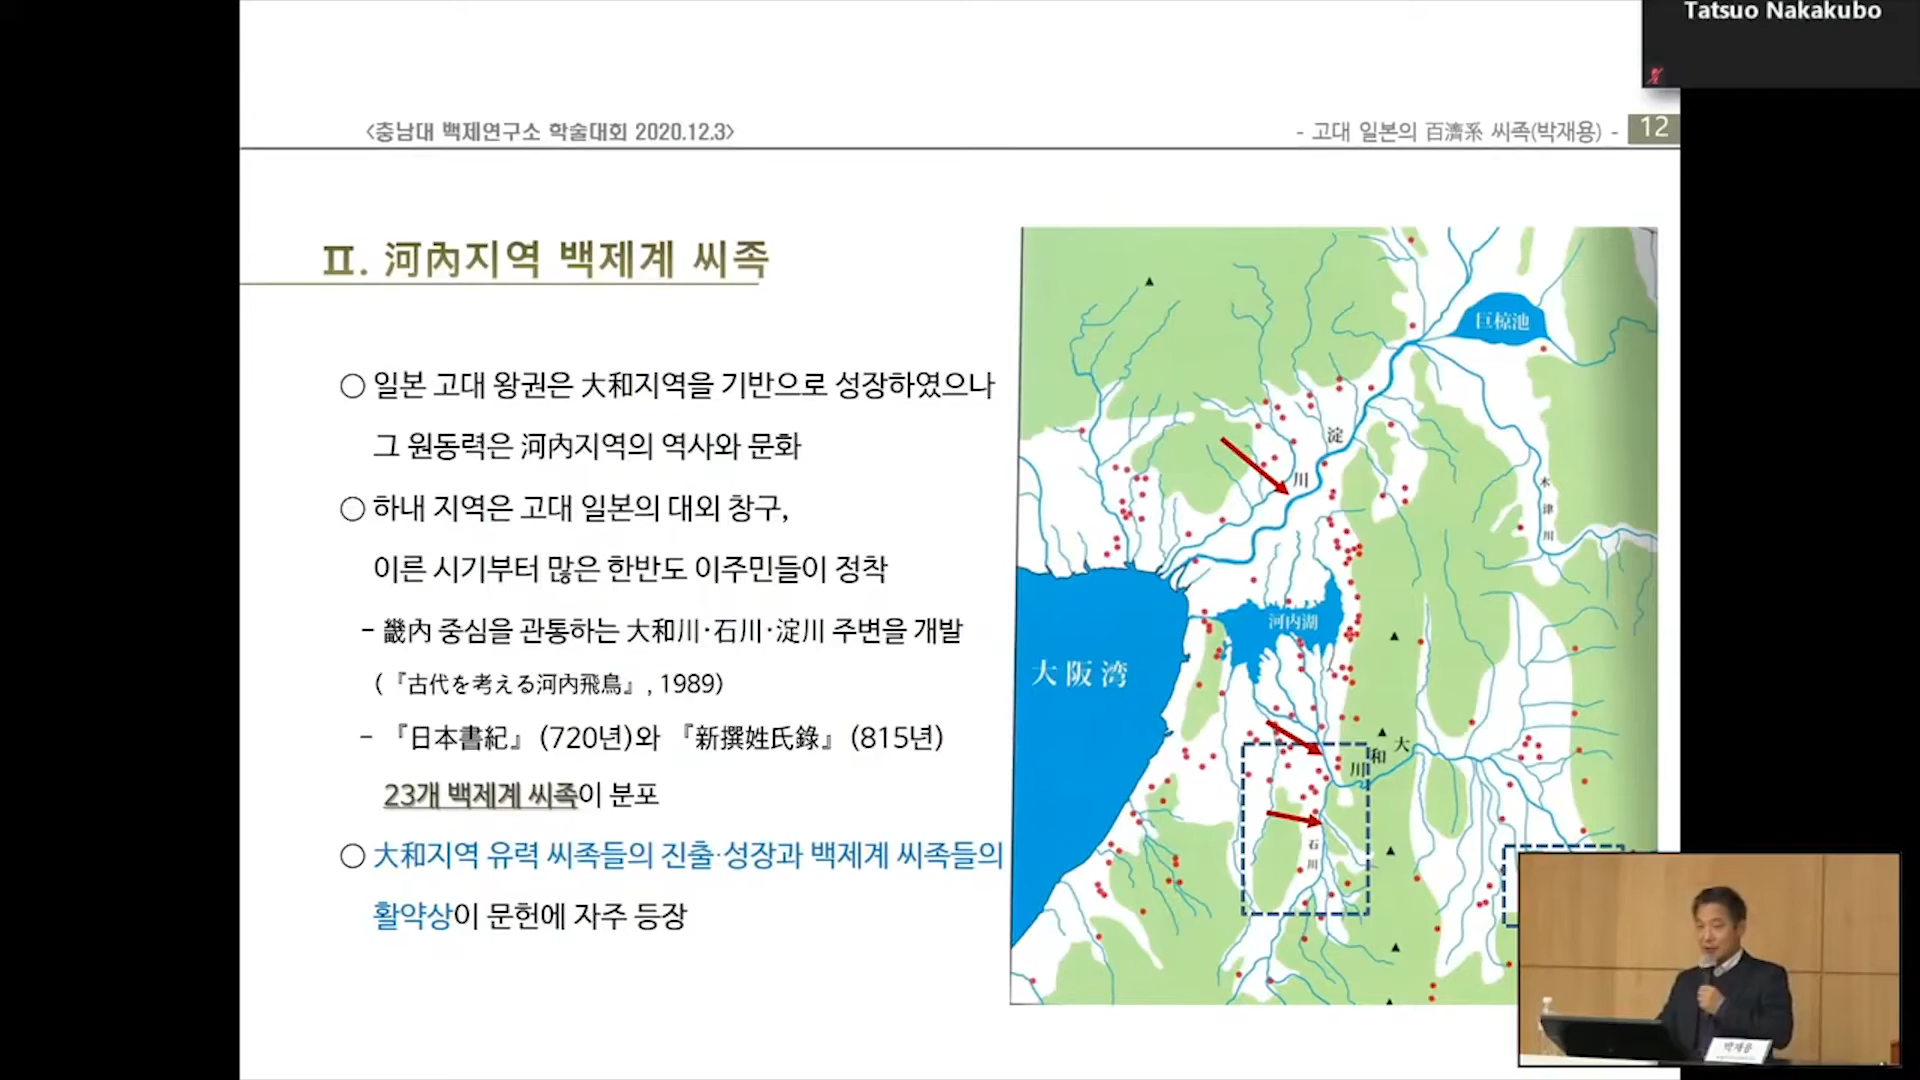 Tatsuo Nakakubo
<충남대 백제연구소 학술대회 2020.12.3>
- 고대 일본의 百濟系 씨족(박재용) -
12
Ⅱ. 河內지역 백제계 씨족
○ 일본 고대 왕권은 大和지역을 기반으로 성장하였으나
그 원동력은 河內지역의 역사와 문화
○ 하내 지역은 고대 일본의 대외 창구,
이른 시기부터 많은 한반도 이주민들이 정착
- 畿內 중심을 관통하는 大和川·石川·淀川 주변을 개발
(『古代を考える河內飛鳥』, 1989)
- 『日本書紀』(720년)와 『新撰姓氏錄』(815년)
23개 백제계 씨족이 분포
○ 大和지역 유력 씨족들의 진출·성장과 백제계 씨족들의
활약상이 문헌에 자주 등장
巨椋池
淀
川
木
津
川
河内湖
大阪湾
大
和
川
石
川
박재용